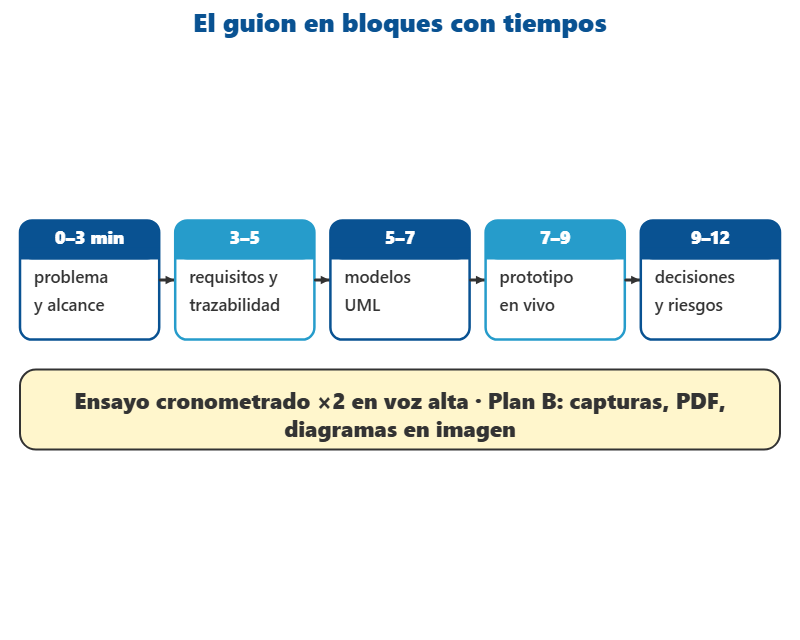 El guion en bloques con tiempos
0–3 min
problema
y alcance
3–5
requisitos y
trazabilidad
5–7
modelos
UML
7–9
prototipo
en vivo
9–12
decisiones
y riesgos
Ensayo cronometrado ×2 en voz alta · Plan B: capturas, PDF,
diagramas en imagen